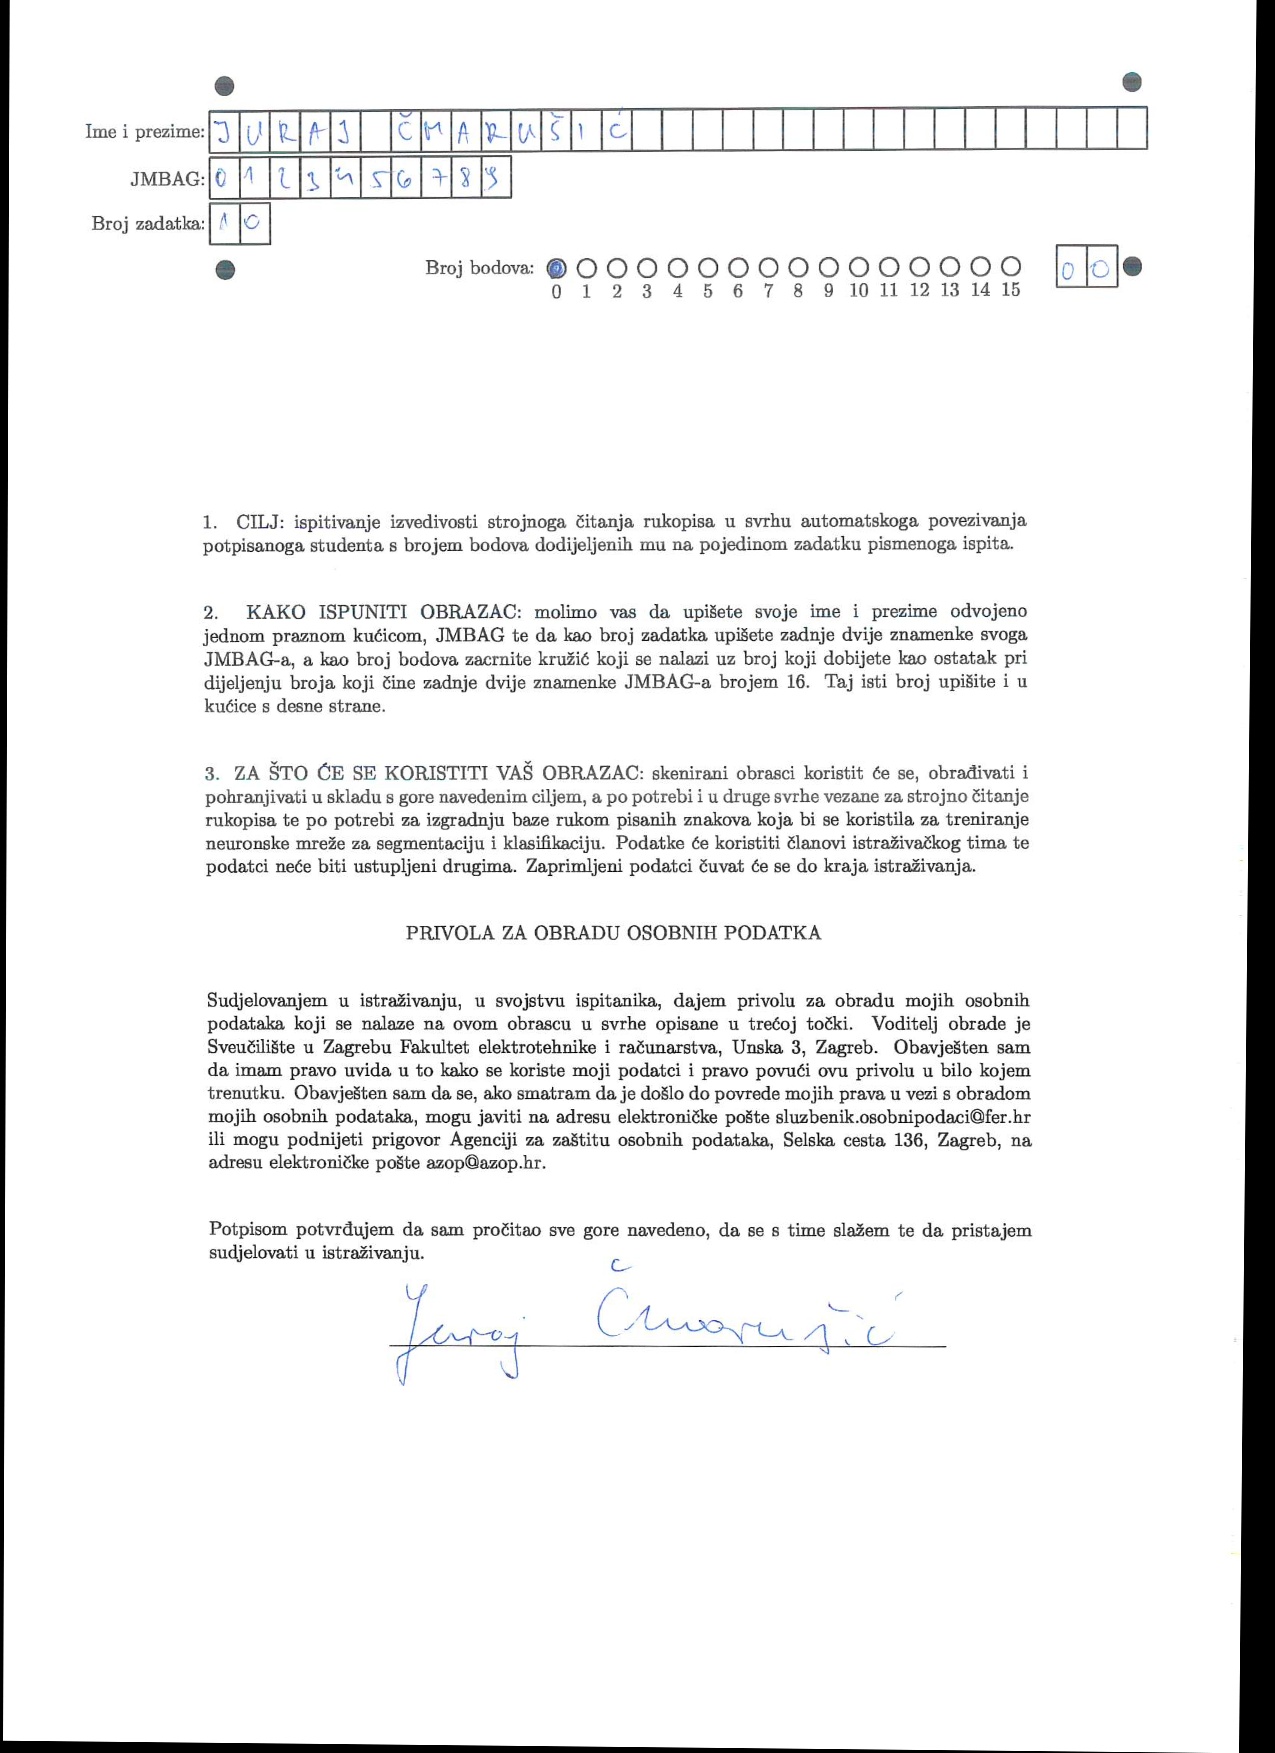 Ime i prezime: JURAJ ČMARUŠIĆ
JMBAG: 0123456789
Broj zadatka: 10
Broj bodova: 00
0 1 2 3 4 5 6 7 8 9 10 11 12 13 14 15
1. CILJ: ispitivanje izvedivosti strojnoga čitanja rukopisa u svrhu automatskoga povezivanja
potpisanoga studenta s brojem bodova dodijeljenih mu na pojedinom zadatku pismenoga ispita.
2. KAKO ISPUNITI OBRAZAC: molimo vas da upišete svoje ime i prezime odvojeno
jednom praznom kućicom, JMBAG te da kao broj zadatka upišete zadnje dvije znamenke svoga
JMBAG-a, a kao broj bodova zacrnite kružić koji se nalazi uz broj koji dobijete kao ostatak pri
dijeljenju broja koji čine zadnje dvije znamenke JMBAG-a brojem 16. Taj isti broj upišite i u
kućice s desne strane.
3. ZA ŠTO ĆE SE KORISTITI VAŠ OBRAZAC: skenirani obrasci koristit će se, obrađivati i
pohranjivati u skladu s gore navedenim ciljem, a po potrebi i u druge svrhe vezane za strojno čitanje
rukopisa te po potrebi za izgradnju baze rukom pisanih znakova koja bi se koristila za treniranje
neuronske mreže za segmentaciju i klasifikaciju. Podatke će koristiti članovi istraživačkog tima te
podatci neće biti ustupljeni drugima. Zaprimljeni podatci čuvat će se do kraja istraživanja.
PRIVOLA ZA OBRADU OSOBNIH PODATKA
Sudjelovanjem u istraživanju, u svojstvu ispitanika, dajem privolu za obradu mojih osobnih
podataka koji se nalaze na ovom obrascu u svrhe opisane u trećoj točki. Voditelj obrade je
Sveučilište u Zagrebu Fakultet elektrotehnike i računarstva, Unska 3, Zagreb. Obavješten sam
da imam pravo uvida u to kako se koriste moji podatci i pravo povući ovu privolu u bilo kojem
trenutku. Obavješten sam da se, ako smatram da je došlo do povrede mojih prava u vezi s obradom
mojih osobnih podataka, mogu javiti na adresu elektroničke pošte sluzbenik.osobnipodaci@fer.hr
ili mogu podnijeti prigovor Agenciji za zaštitu osobnih podataka, Selska cesta 136, Zagreb, na
adresu elektroničke pošte azop@azop.hr.
Potpisom potvrđujem da sam pročitao sve gore navedeno, da se s time slažem te da pristajem
sudjelovati u istraživanju.
Juraj Čmarušić